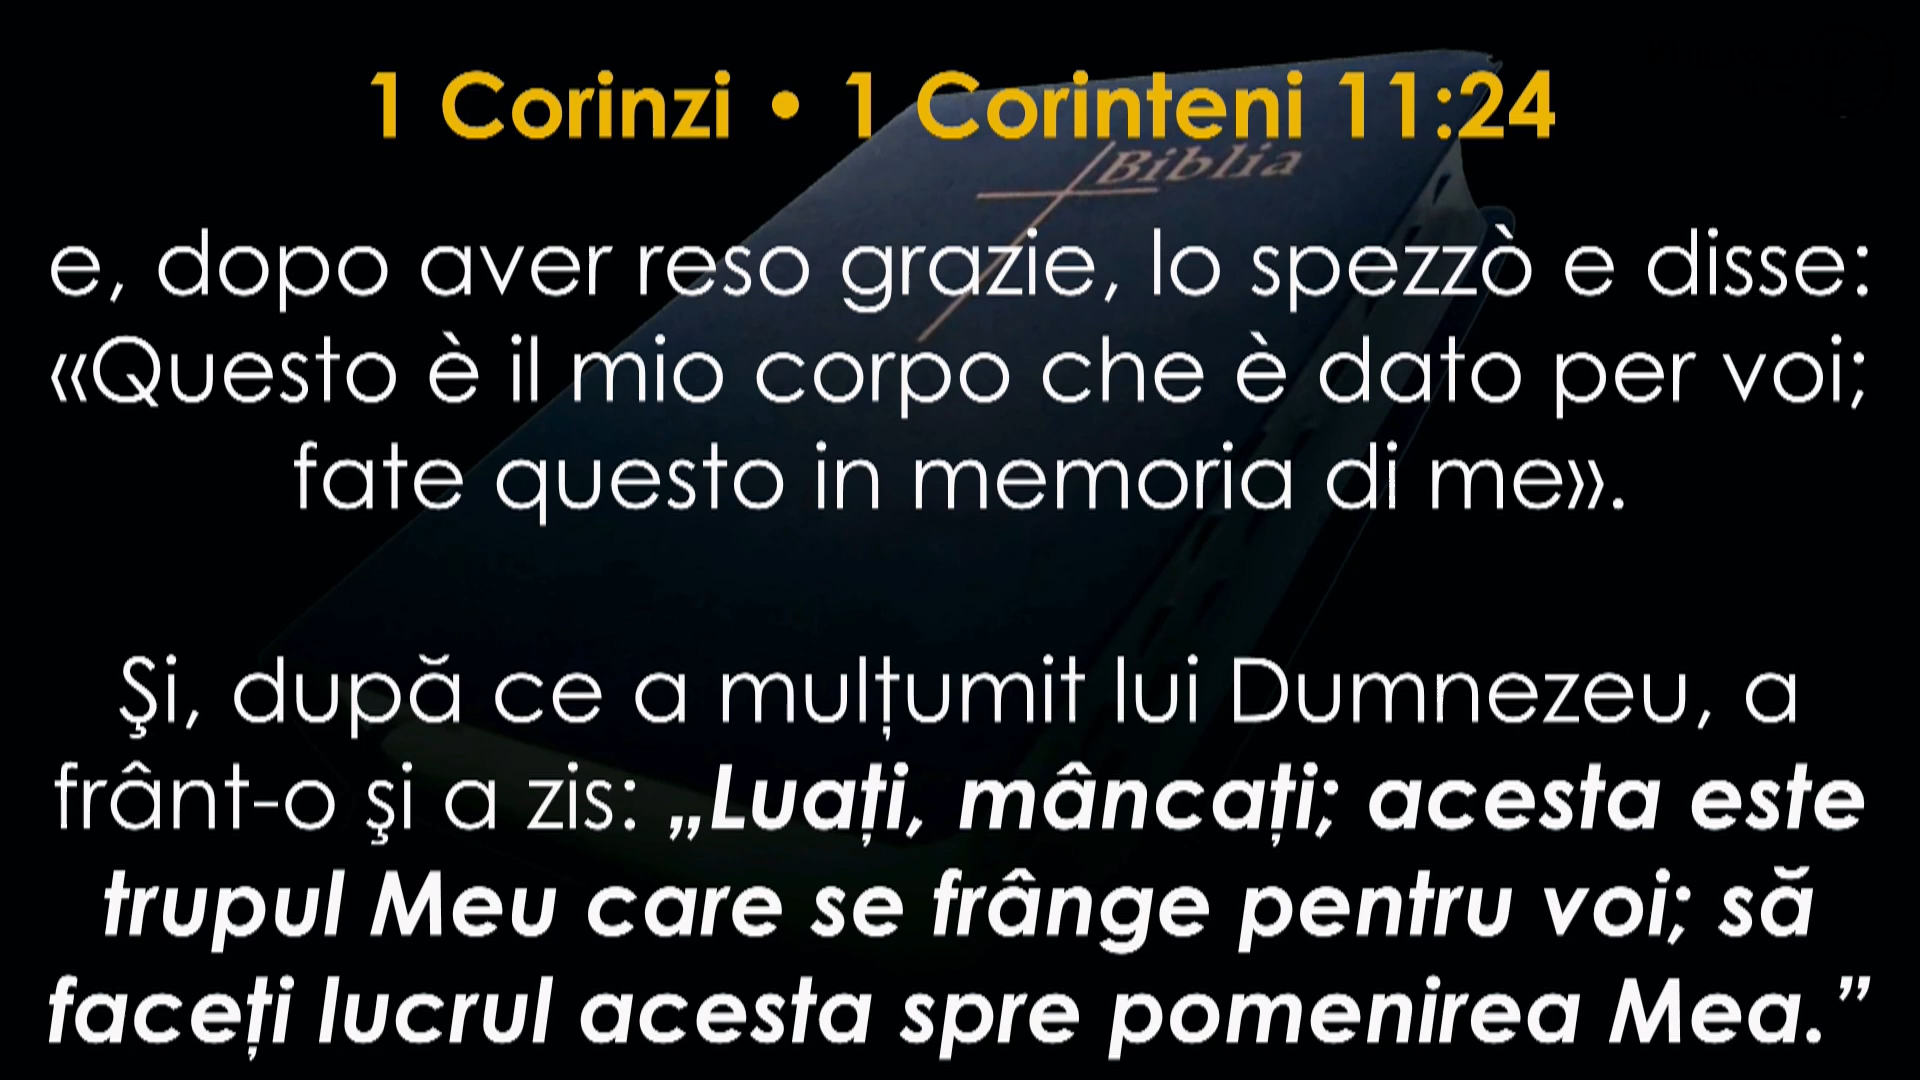 1 Corinzi • 1 Corinteni 11:24
Biblia
e, dopo aver reso grazie, lo spezzò e disse:
«Questo è il mio corpo che è dato per voi;
fate questo in memoria di me».
Şi, după ce a mulțumit lui Dumnezeu, a
frânt-o şi a zis: „Luați, mâncați; acesta este
trupul Meu care se frânge pentru voi; să
faceți lucrul acesta spre pomenirea Mea.”